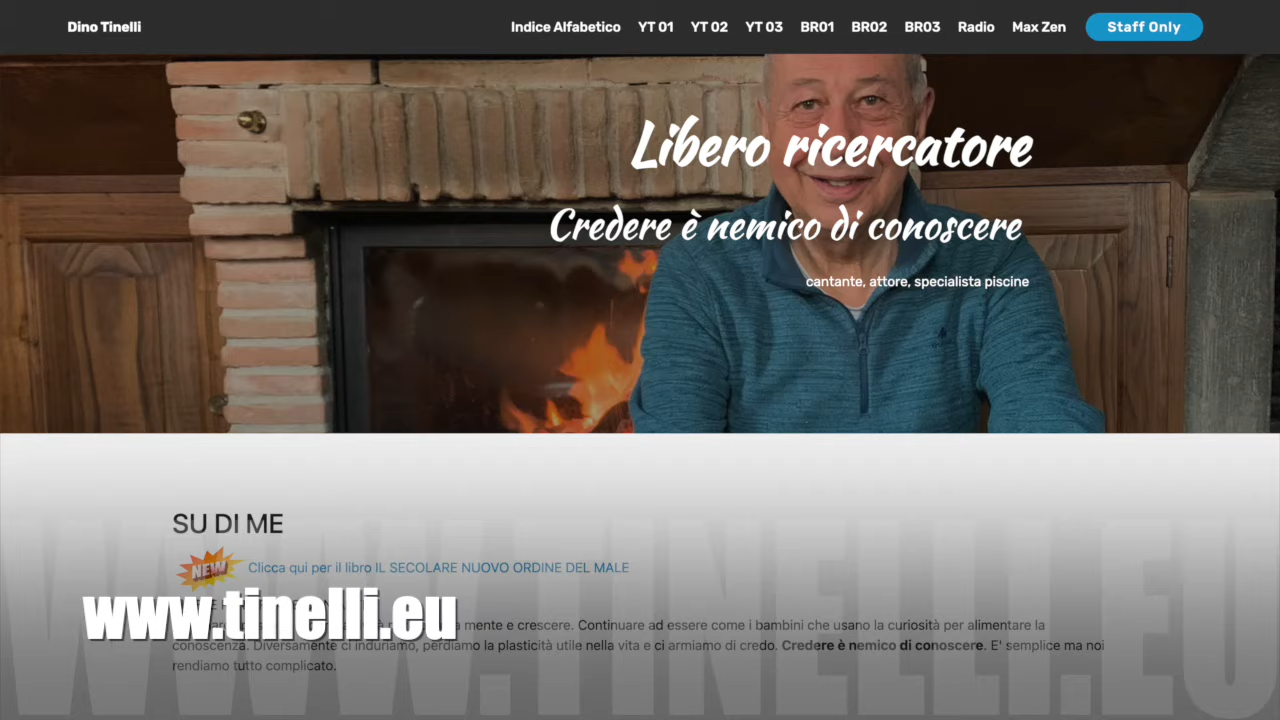 Dino Tinelli
Indice Alfabetico YT 01 YT 02 YT 03 BR01 BR02 BR03 Radio Max Zen Staff Only
Libero ricercatore
Credere è nemico di conoscere
cantante, attore, specialista piscine
SU DI ME
NEW Clicca qui per il libro IL SECOLARE NUOVO ORDINE DEL MALE
www.tinelli.eu
mente e crescere. Continuare ad essere come i bambini che usano la curiosità per alimentare la
conoscenza. Diversamente ci induriamo, perdiamo la plasticità utile nella vita e ci armiamo di credo. Credere è nemico di conoscere. E' semplice ma noi
rendiamo tutto complicato.
WWW.TINELLI.EU